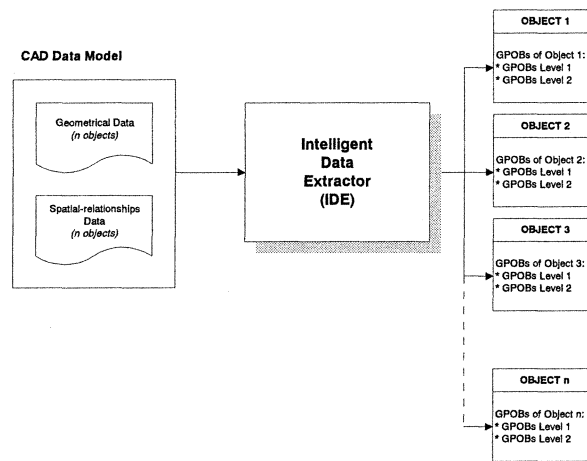 CAD Data Model
Geometrical Data
(n objects)
Spatial-relationships
Data
(n objects)
Intelligent
Data
Extractor
(IDE)
OBJECT 1
GPOBs of Object 1:
* GPOBs Level 1
* GPOBs Level 2
OBJECT 2
GPOBs of Object 2:
* GPOBs Level 1
* GPOBs Level 2
OBJECT 3
GPOBs of Object 3:
* GPOBs Level 1
* GPOBs Level 2
OBJECT n
GPOBs of Object n:
* GPOBs Level 1
* GPOBs Level 2